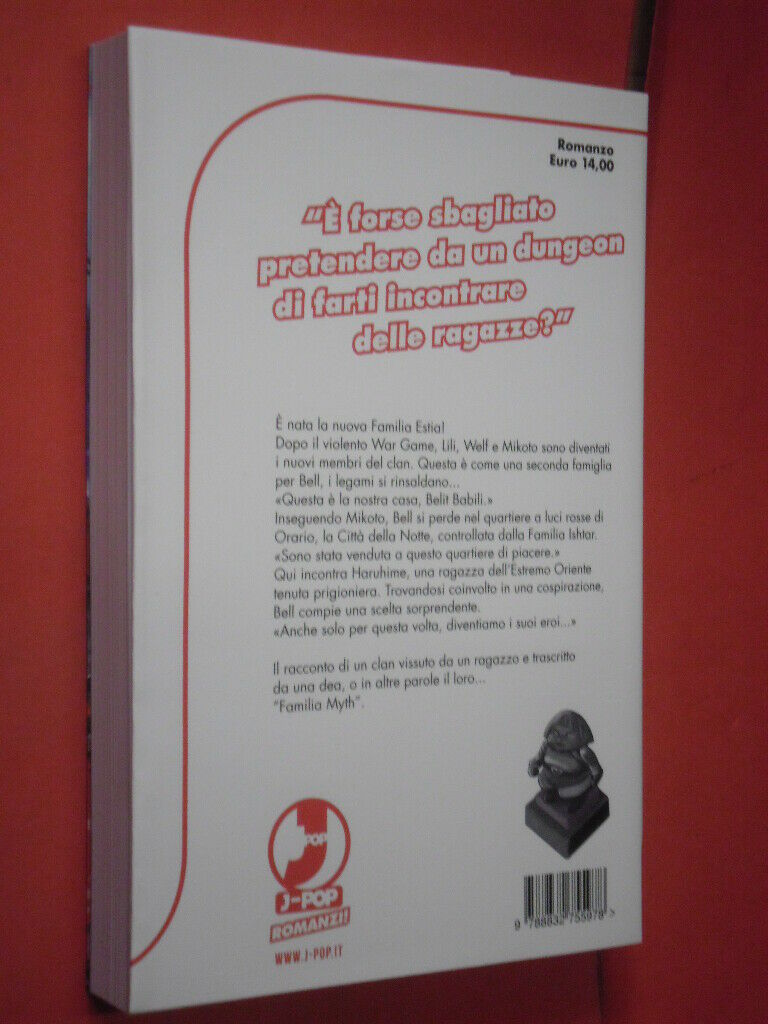 Romanzo
Euro 14,00
"È forse sbagliato
pretendere da un dungeon
di farti incontrare
delle ragazze?"
È nata la nuova Familia Estia!
Dopo il violento War Game, Lili, Welf e Mikoto sono diventati
i nuovi membri del clan. Questa è come una seconda famiglia
per Bell, i legami si rinsaldano...
«Questa è la nostra casa, Belit Babili.»
Inseguendo Mikoto, Bell si perde nel quartiere a luci rosse di
Orario, la Città della Notte, controllata dalla Familia Ishtar.
«Sono stata venduta a questo quartiere di piacere.»
Qui incontra Haruhime, una ragazza dell'Estremo Oriente
tenuta prigioniera. Trovandosi coinvolto in una cospirazione,
Bell compie una scelta sorprendente.
«Anche solo per questa volta, diventiamo i suoi eroi...»
Il racconto di un clan vissuto da un ragazzo e trascritto
da una dea, o in altre parole il loro...
"Familia Myth".
J-POP
J-POP
ROMANZI!
WWW.J-POP.IT
9 788832 755978 >